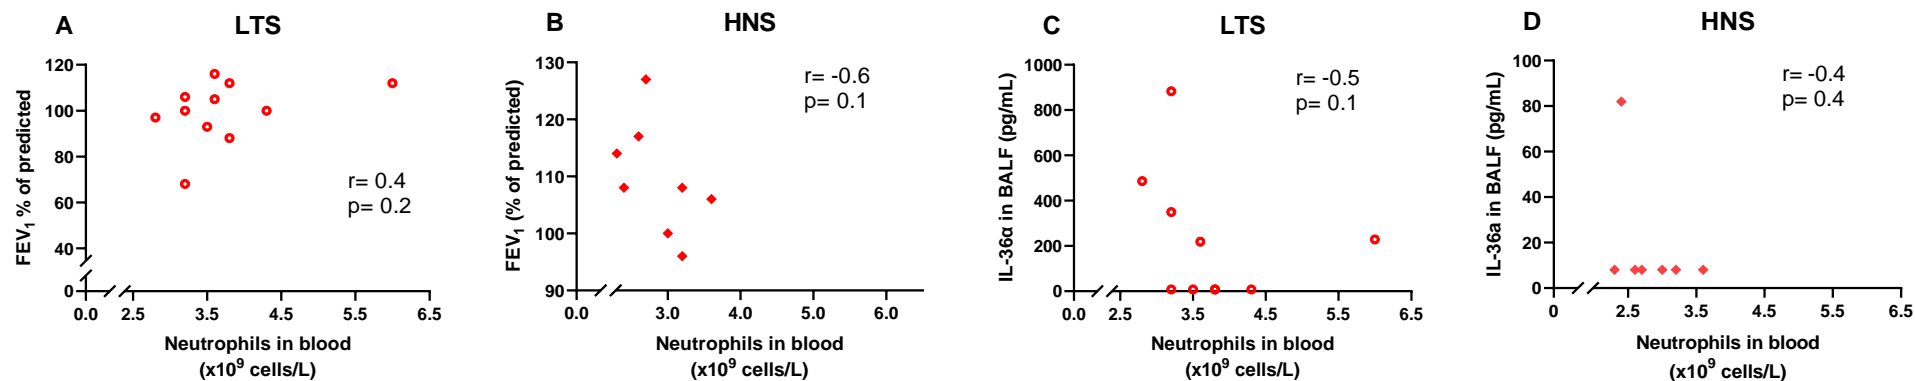 A
LTS
FEV1 % of predicted
120
100
80
60
40
0
0.0
2.5
3.5
4.5
5.5
6.5
r= 0.4
p= 0.2
Neutrophils in blood
(x10⁹ cells/L)
B
HNS
FEV₁ (% of predicted)
130
120
110
100
90
0.0
3.0
4.0
5.0
6.0
r= -0.6
p= 0.1
Neutrophils in blood
(x10⁹ cells/L)
C
LTS
IL-36α in BALF (pg/mL)
1000
800
600
400
200
0
0.0
2.5
3.5
4.5
5.5
6.5
r= -0.5
p= 0.1
Neutrophils in blood
(x10⁹ cells/L)
D
HNS
IL-36a in BALF (pg/mL)
100
80
60
40
20
0
0
2.5
3.5
4.5
5.5
6.5
r= -0.4
p= 0.4
Neutrophils in blood
(x10⁹ cells/L)